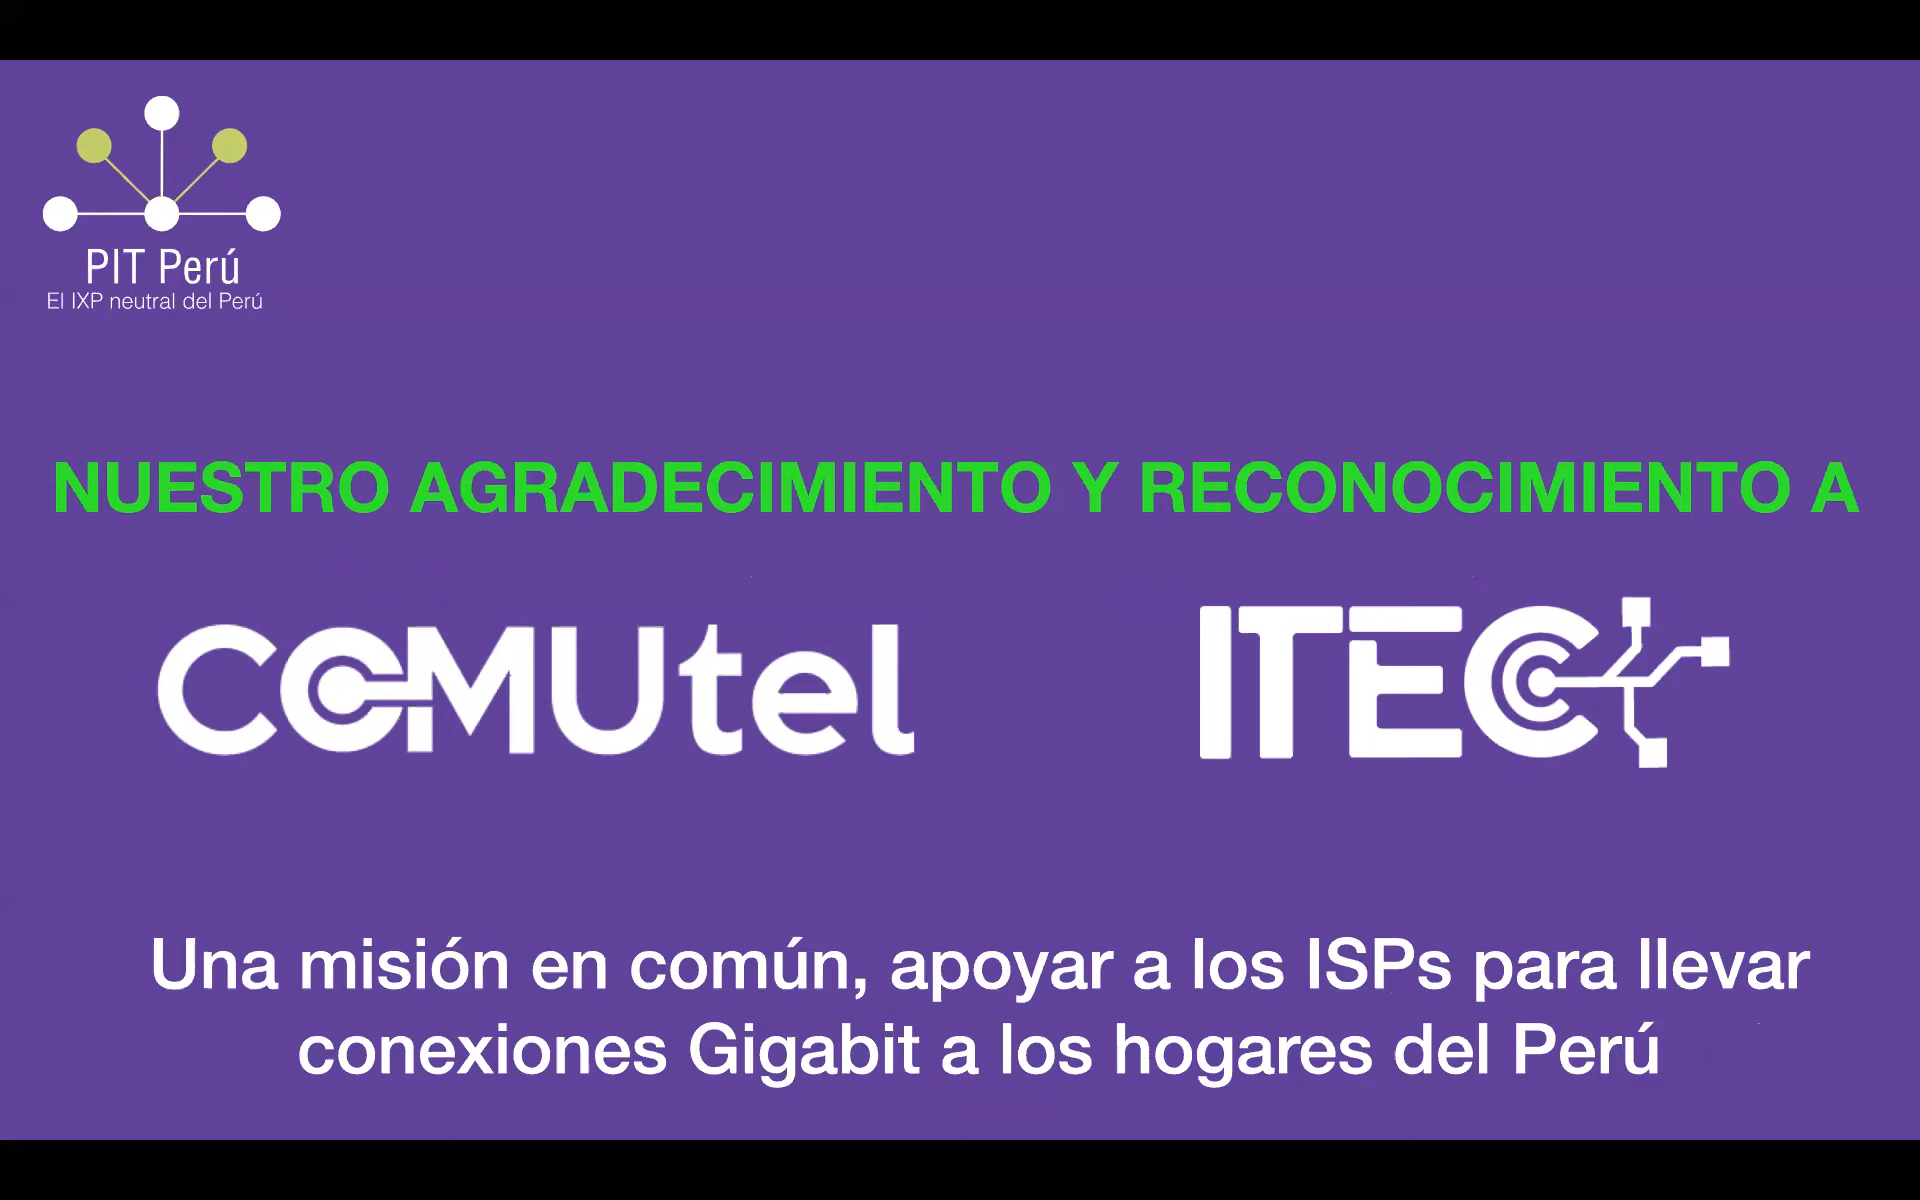 PIT Perú
El IXP neutral del Perú
NUESTRO AGRADECIMIENTO Y RECONOCIMIENTO A
COMUtel
ITEC
Una misión en común, apoyar a los ISPs para llevar
conexiones Gigabit a los hogares del Perú